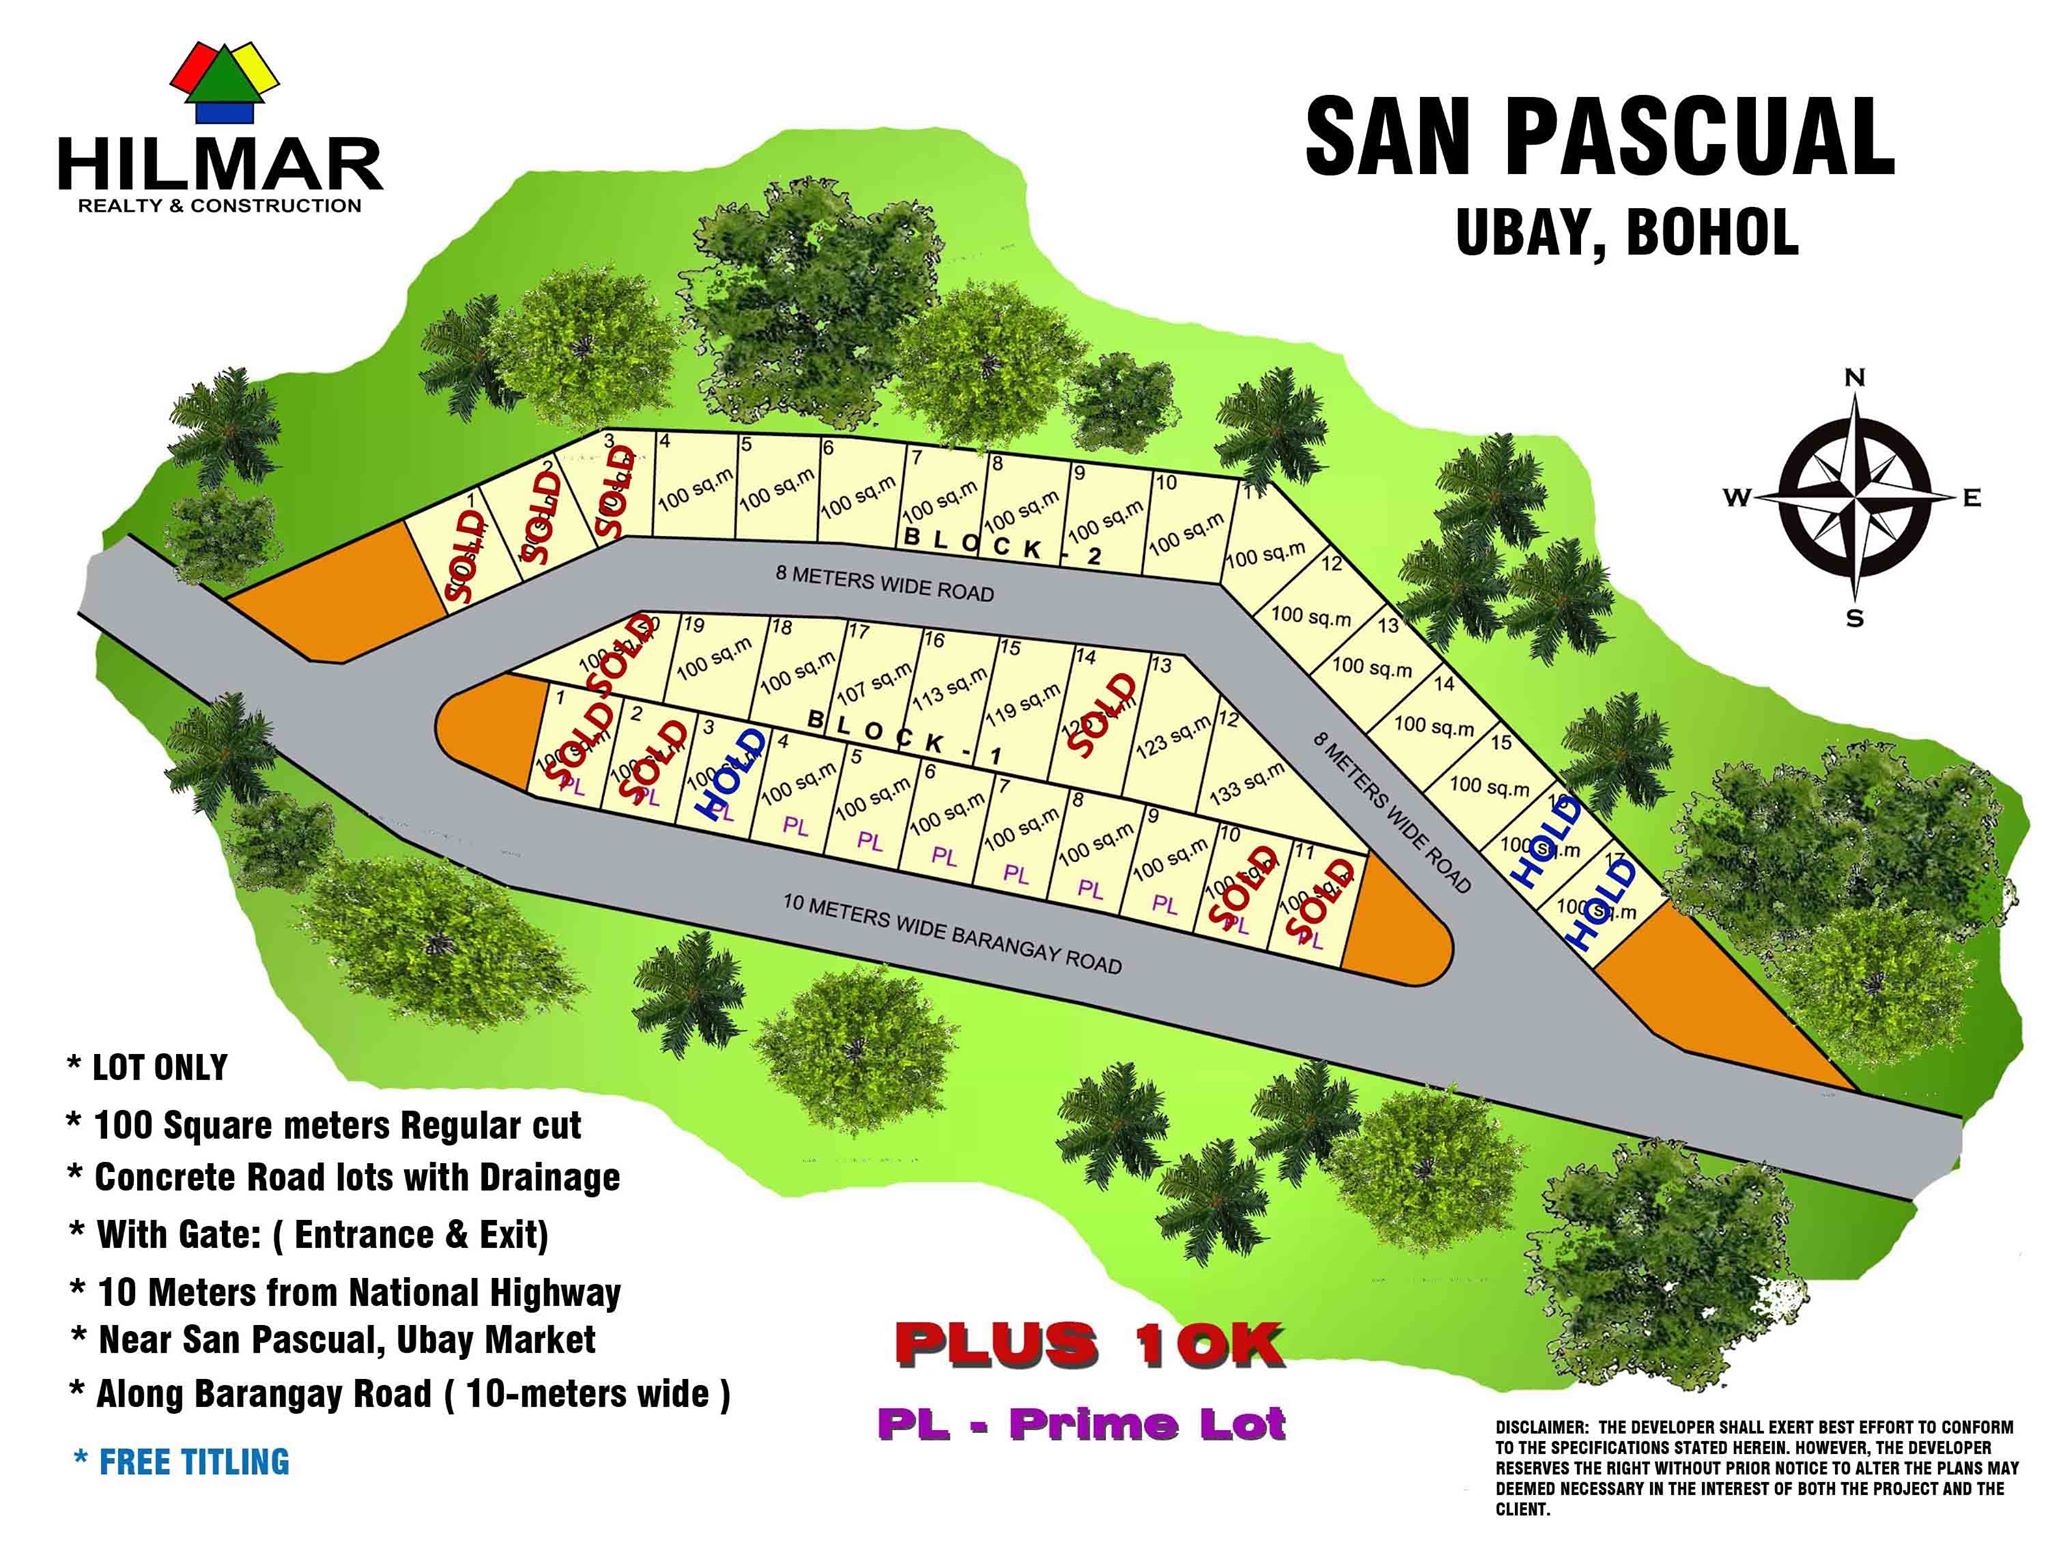 HILMAR
REALTY & CONSTRUCTION
SAN PASCUAL
UBAY, BOHOL
N
W E
S
1 SOLD
2 SOLD
3 SOLD
4 100 sq.m
5 100 sq.m
6 100 sq.m
7 100 sq.m
8 100 sq.m
9 100 sq.m
10 100 sq.m
11 100 sq.m
12 100 sq.m
13 100 sq.m
14 100 sq.m
15 100 sq.m
16 100 sq.m HOLD
17 100 sq.m HOLD
BLOCK - 2
8 METERS WIDE ROAD
8 METERS WIDE ROAD
20 100 sq.m SOLD
19 100 sq.m
18 100 sq.m
17 107 sq.m
16 113 sq.m
15 119 sq.m
14 SOLD
13 123 sq.m
12 133 sq.m
BLOCK - 1
1 100 sq.m SOLD PL
2 100 sq.m SOLD PL
3 100 sq.m HOLD PL
4 100 sq.m PL
5 100 sq.m PL
6 100 sq.m PL
7 100 sq.m PL
8 100 sq.m PL
9 100 sq.m PL
10 100 sq.m SOLD PL
11 100 sq.m SOLD PL
10 METERS WIDE BARANGAY ROAD
* LOT ONLY
* 100 Square meters Regular cut
* Concrete Road lots with Drainage
* With Gate: ( Entrance & Exit)
* 10 Meters from National Highway
* Near San Pascual, Ubay Market
* Along Barangay Road ( 10-meters wide )
* FREE TITLING
PLUS 10K
PL - Prime Lot
DISCLAIMER: THE DEVELOPER SHALL EXERT BEST EFFORT TO CONFORM
TO THE SPECIFICATIONS STATED HEREIN. HOWEVER, THE DEVELOPER
RESERVES THE RIGHT WITHOUT PRIOR NOTICE TO ALTER THE PLANS MAY
DEEMED NECESSARY IN THE INTEREST OF BOTH THE PROJECT AND THE
CLIENT.